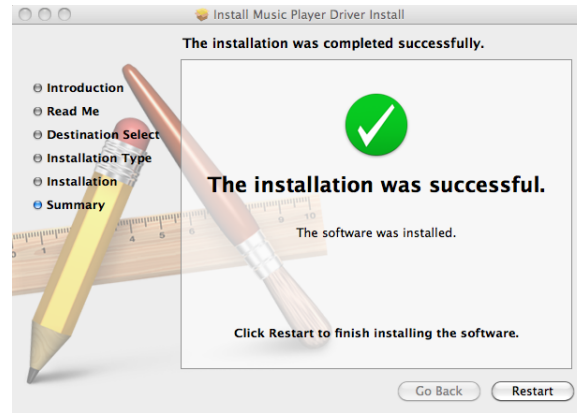 Install Music Player Driver Install
The installation was completed successfully.
Introduction
Read Me
Destination Select
Installation Type
Installation
Summary
The installation was successful.
The software was installed.
Click Restart to finish installing the software.
Go Back
Restart